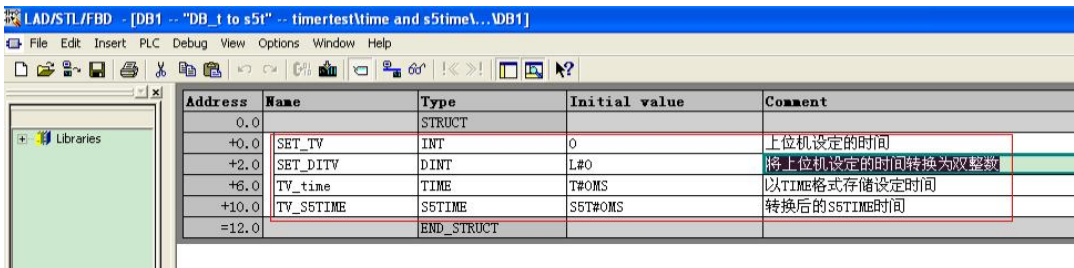 LAD/STL/FBD - [DB1 -- "DB_t to s5t" -- timertest\time and s5time\...\DB1]
File Edit Insert PLC Debug View Options Window Help
Libraries
Address Name Type Initial value Comment
0.0 STRUCT
+0.0 SET_TV INT 0 上位机设定的时间
+2.0 SET_DITV DINT L#0 将上位机设定的时间转换为双整数
+6.0 TV_time TIME T#0MS 以TIME格式存储设定时间
+10.0 TV_S5TIME S5TIME S5T#0MS 转换后的S5TIME时间
=12.0 END_STRUCT